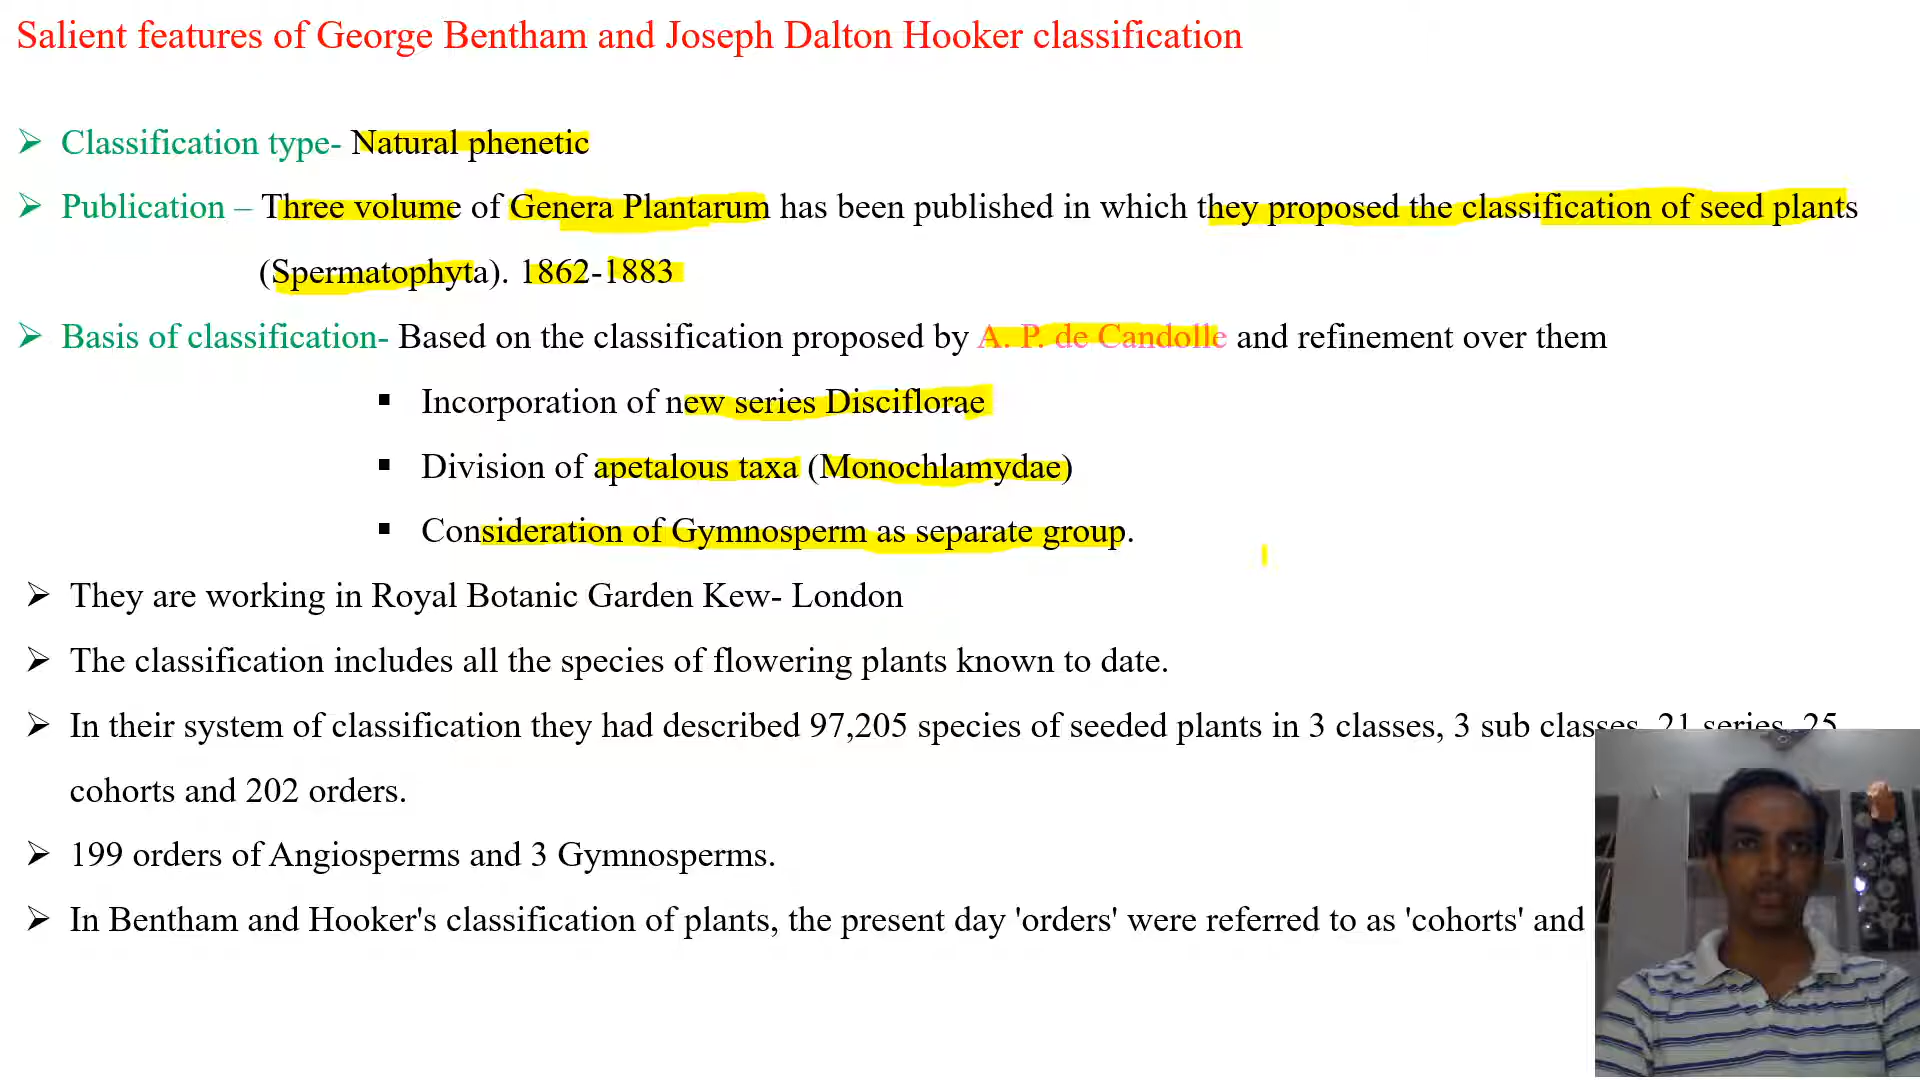 Salient features of George Bentham and Joseph Dalton Hooker classification
➢ Classification type- Natural phenetic
➢ Publication – Three volume of Genera Plantarum has been published in which they proposed the classification of seed plants
(Spermatophyta). 1862-1883
➢ Basis of classification- Based on the classification proposed by A. P. de Candolle and refinement over them
▪ Incorporation of new series Disciflorae
▪ Division of apetalous taxa (Monochlamydae)
▪ Consideration of Gymnosperm as separate group.
➢ They are working in Royal Botanic Garden Kew- London
➢ The classification includes all the species of flowering plants known to date.
➢ In their system of classification they had described 97,205 species of seeded plants in 3 classes, 3 sub classes, 21 series, 25
cohorts and 202 orders.
➢ 199 orders of Angiosperms and 3 Gymnosperms.
➢ In Bentham and Hooker's classification of plants, the present day 'orders' were referred to as 'cohorts' and